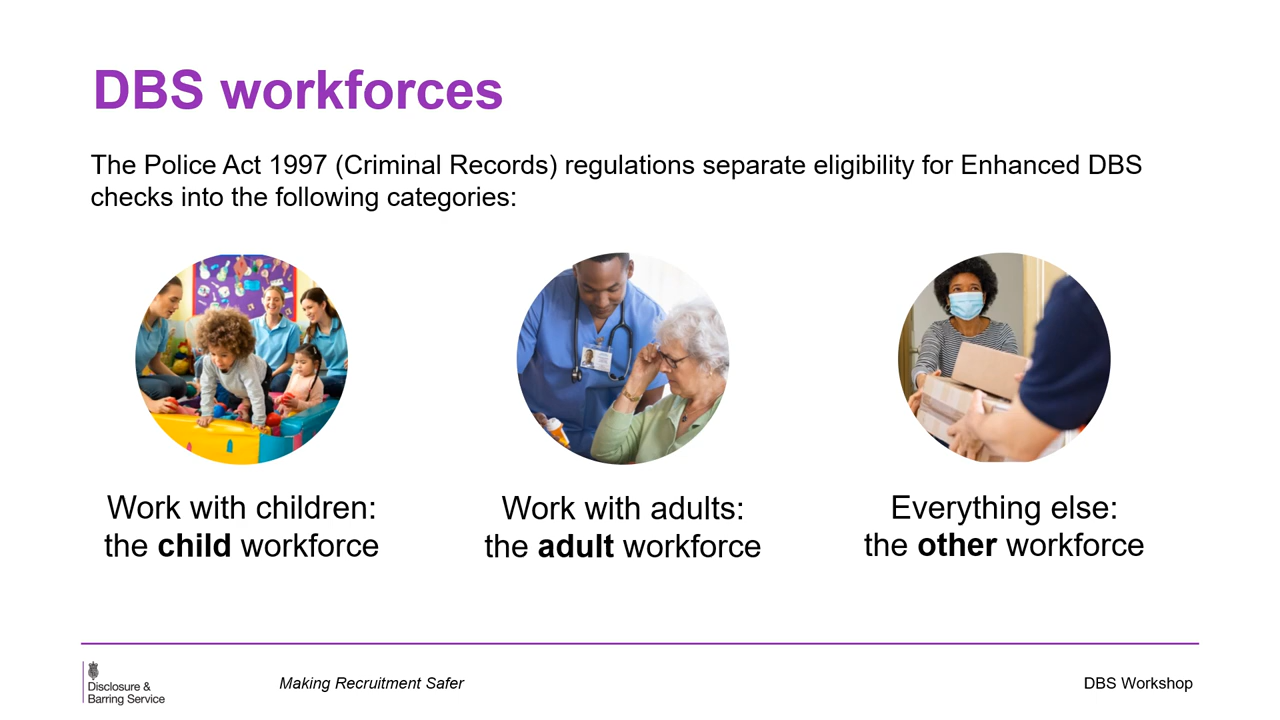 DBS workforces
The Police Act 1997 (Criminal Records) regulations separate eligibility for Enhanced DBS
checks into the following categories:
Work with children:
the child workforce
Work with adults:
the adult workforce
Everything else:
the other workforce
Disclosure &
Barring Service
Making Recruitment Safer
DBS Workshop